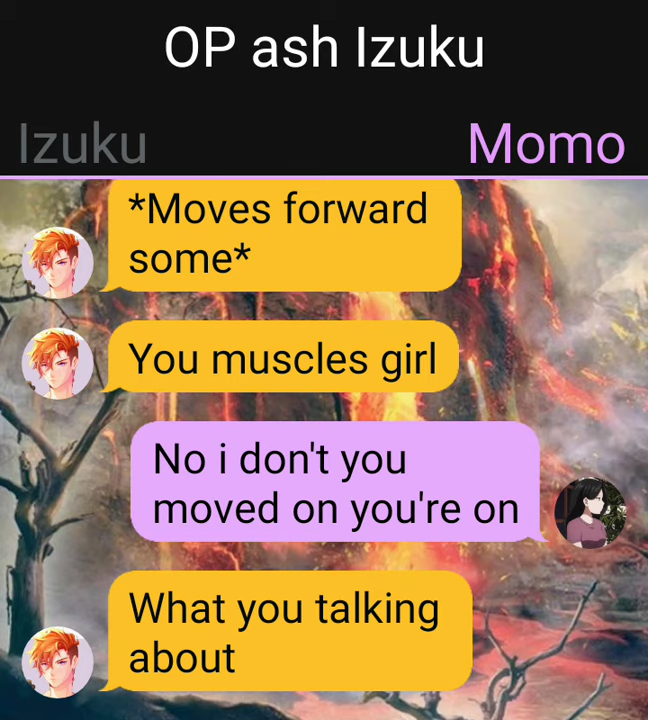 OP ash Izuku
Izuku
Momo
*Moves forward
some*
You muscles girl
No i don't you
moved on you're on
What you talking
about